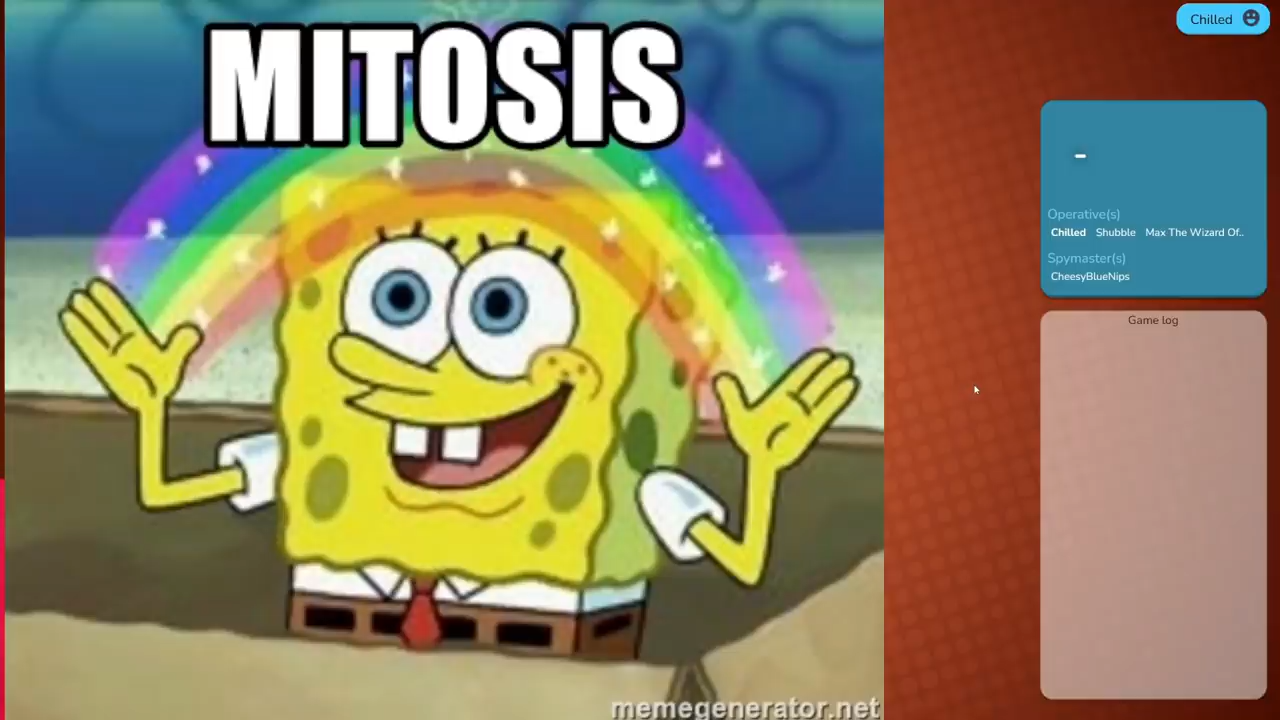 MITOSIS
memegenerator.net
Chilled
-
Operative(s)
Chilled Shubble Max The Wizard Of..
Spymaster(s)
CheesyBlueNips
Game log